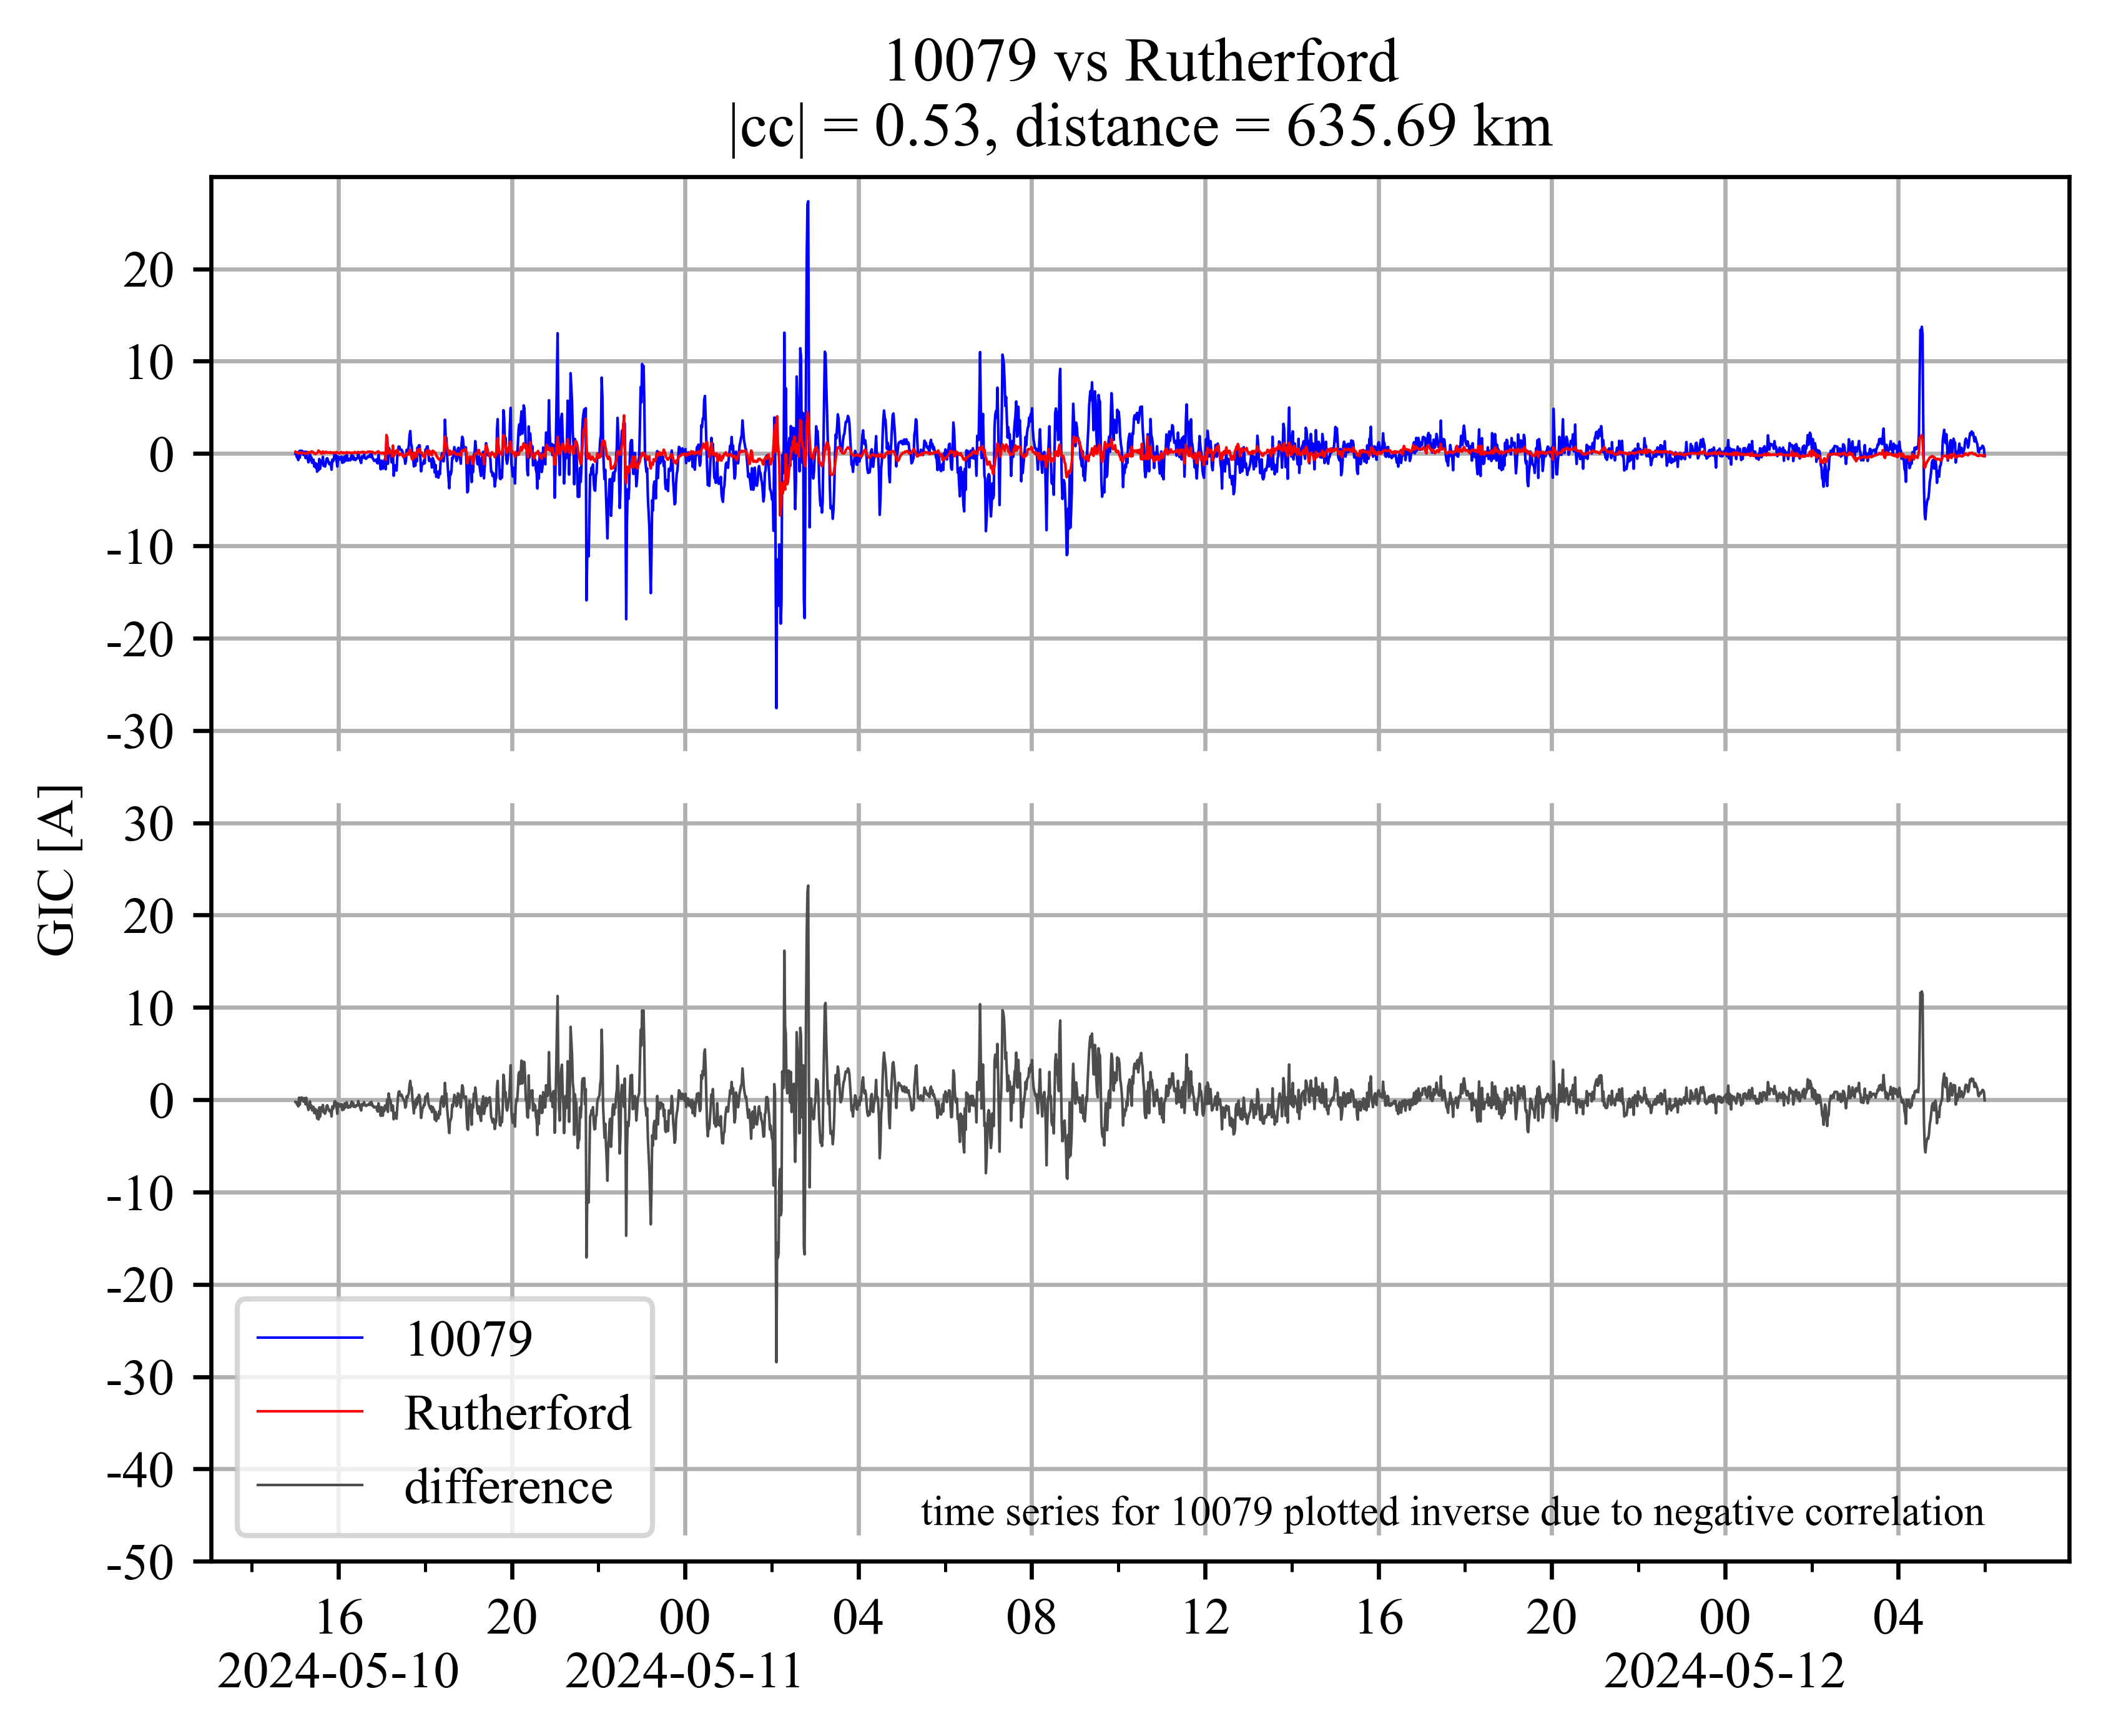 10079 vs Rutherford
|cc| = 0.53, distance = 635.69 km
20
10
0
-10
-20
-30
30
20
10
0
-10
-20
-30
-40
-50
GIC [A]
10079
Rutherford
difference
time series for 10079 plotted inverse due to negative correlation
16 20 00 04 08 12 16 20 00 04
2024-05-10 2024-05-11 2024-05-12